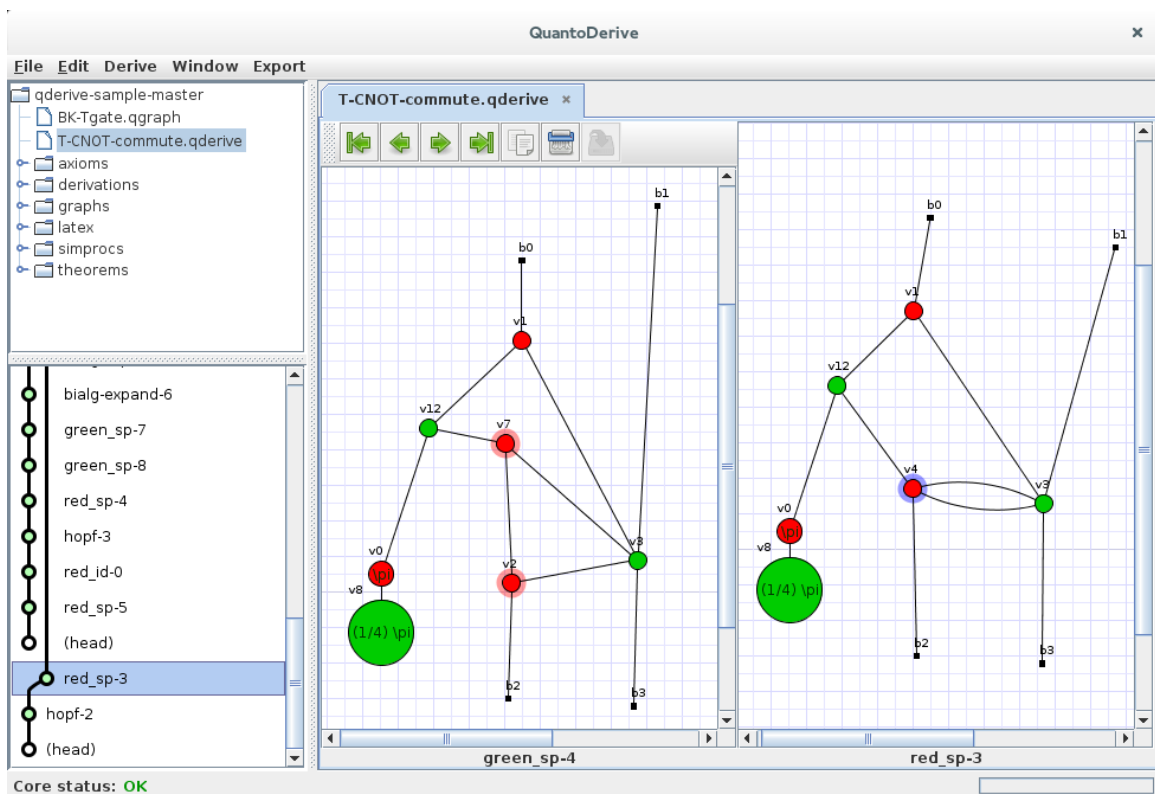 QuantoDerive
File Edit Derive Window Export
qderive-sample-master
BK-Tgate.qgraph
T-CNOT-commute.qderive
axioms
derivations
graphs
latex
simprocs
theorems
bialg-expand-6
green_sp-7
green_sp-8
red_sp-4
hopf-3
red_id-0
red_sp-5
(head)
red_sp-3
hopf-2
(head)
T-CNOT-commute.qderive
b1
b0
v1
v12
v7
v3
v0
\pi
v2
v8
(1/4) \pi
b2
b3
green_sp-4
b0
b1
v1
v12
v4
v3
v0
\pi
v8
(1/4) \pi
b2
b3
red_sp-3
Core status: OK